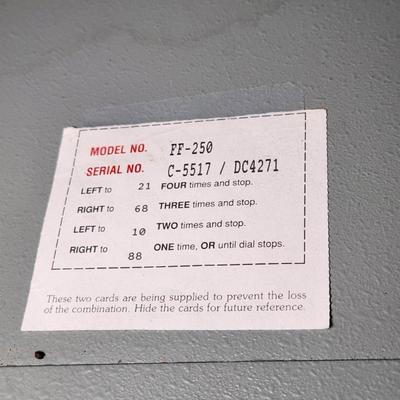 MODEL NO. FF-250
SERIAL NO. C-5517 / DC4271
LEFT to 21 FOUR times and stop.
RIGHT to 68 THREE times and stop.
LEFT to 10 TWO times and stop.
RIGHT to 88 ONE time, OR until dial stops.
These two cards are being supplied to prevent the loss
of the combination. Hide the cards for future reference.